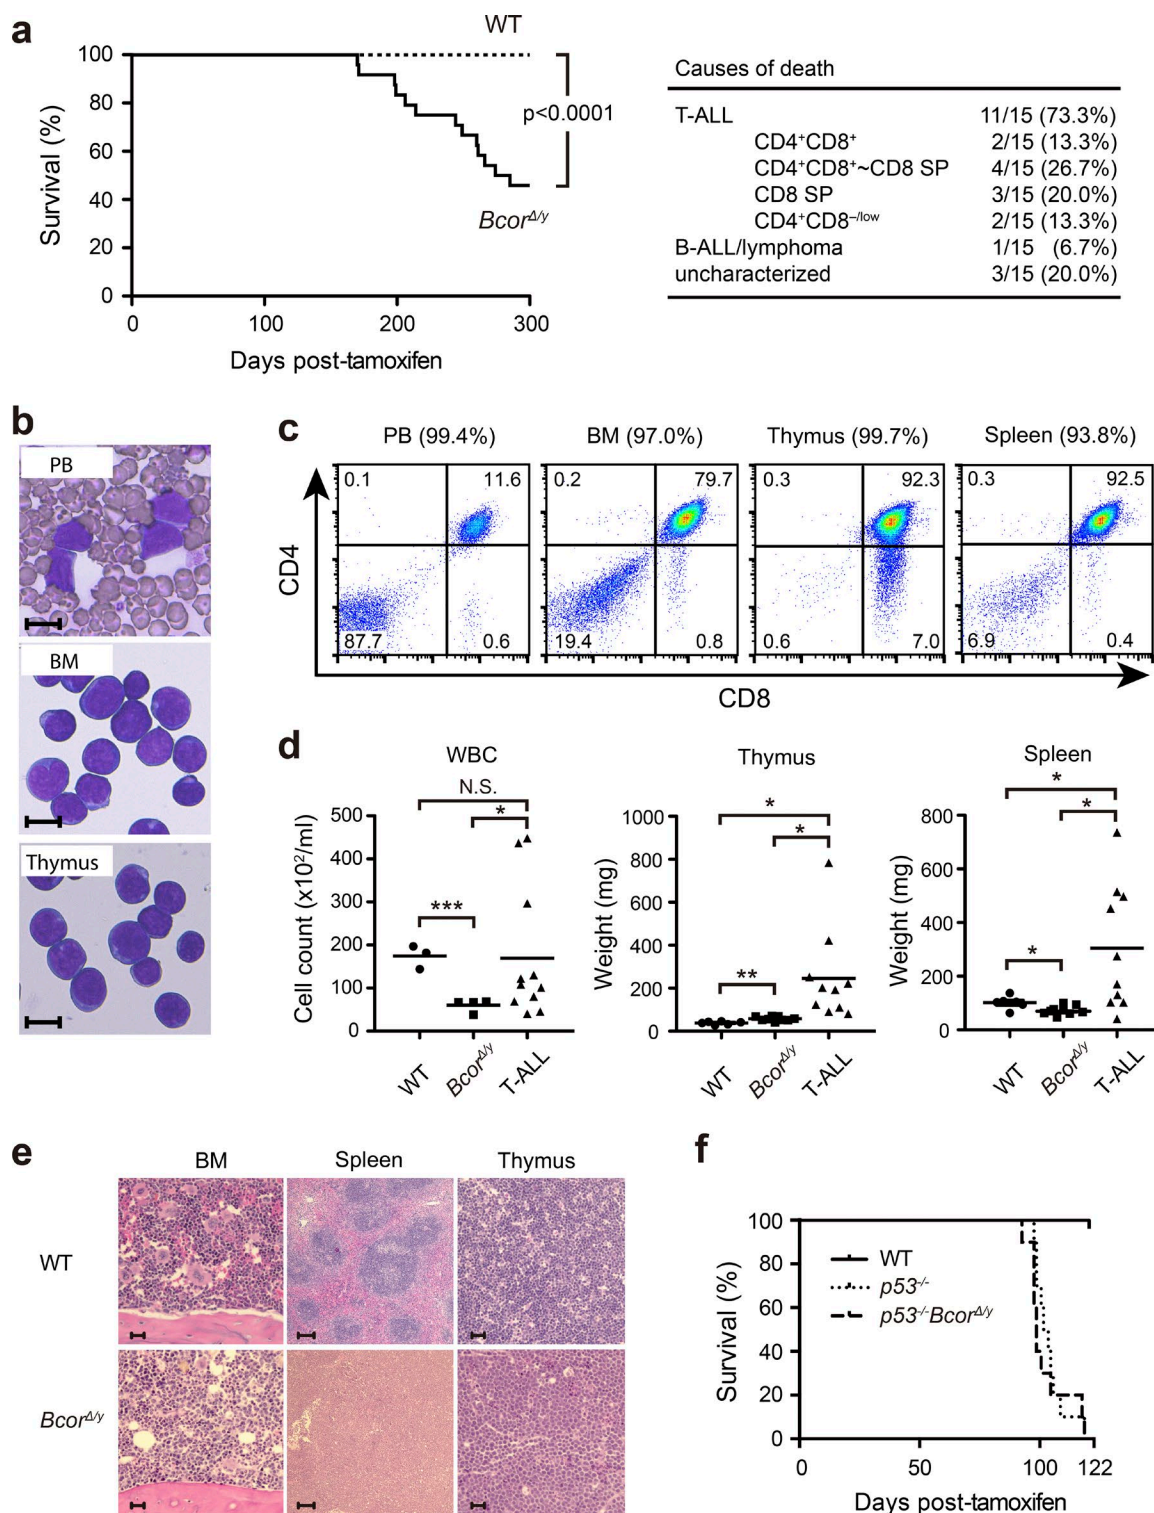 a
WT
100
80
60
40
20
0
Survival (%)
p<0.0001
Bcor^Δ/y
0 100 200 300
Days post-tamoxifen
Causes of death
T-ALL 11/15 (73.3%)
CD4⁺CD8⁺ 2/15 (13.3%)
CD4⁺CD8⁺~CD8 SP 4/15 (26.7%)
CD8 SP 3/15 (20.0%)
CD4⁺CD8^–/low 2/15 (13.3%)
B-ALL/lymphoma 1/15 (6.7%)
uncharacterized 3/15 (20.0%)
b
PB
BM
Thymus
c
PB (99.4%) BM (97.0%) Thymus (99.7%) Spleen (93.8%)
0.1 11.6 0.2 79.7 0.3 92.3 0.3 92.5
CD4
87.7 0.6 19.4 0.8 0.6 7.0 6.9 0.4
CD8
d
WBC
N.S.
*
***
500
400
300
200
100
0
Cell count (x10²/ml)
WT Bcor^Δ/y T-ALL
Thymus
*
*
**
1000
800
600
400
200
0
Weight (mg)
WT Bcor^Δ/y T-ALL
Spleen
*
*
*
800
600
400
200
0
Weight (mg)
WT Bcor^Δ/y T-ALL
e
BM Spleen Thymus
WT
Bcor^Δ/y
f
100
80
60
40
20
0
Survival (%)
WT
p53^-/-
p53^-/-Bcor^Δ/y
0 50 100 122
Days post-tamoxifen